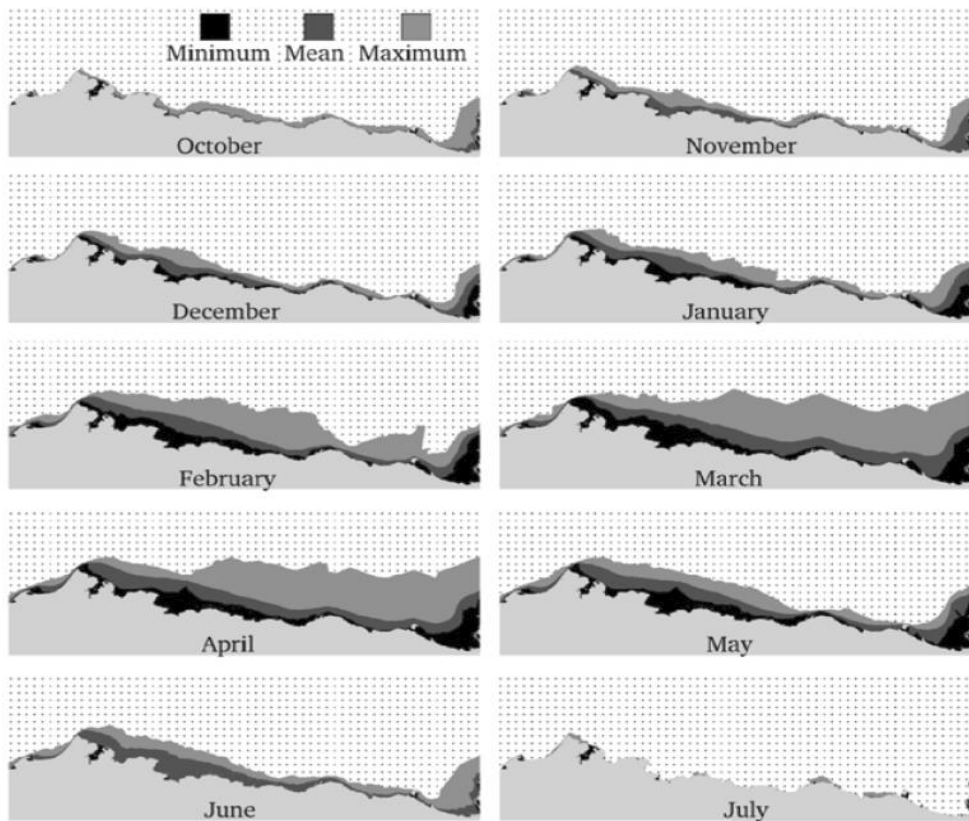 Minimum Mean Maximum
October
November
December
January
February
March
April
May
June
July